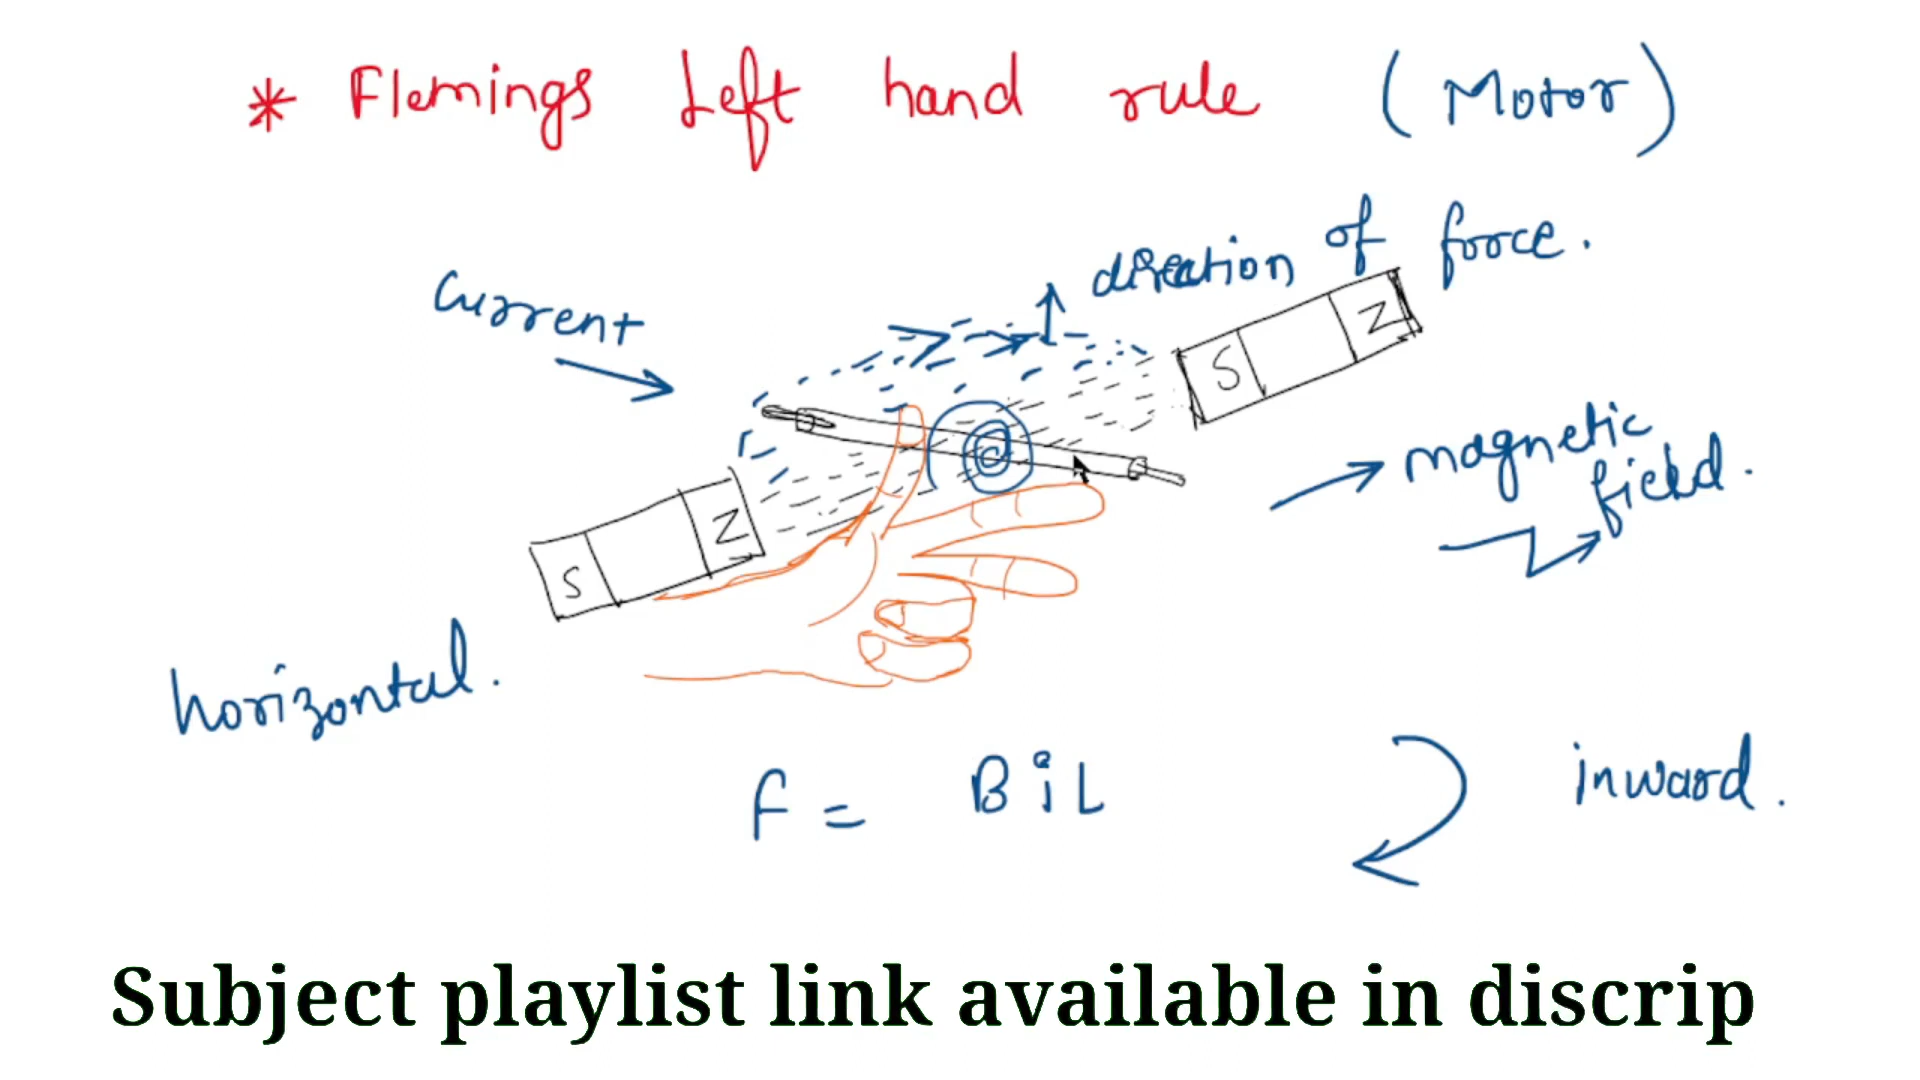 * Flemings Left hand rule (Motor)
direction of force.
current
S N
magnetic
field.
S N
horizontal.
F = BiL
inward.
Subject playlist link available in discrip